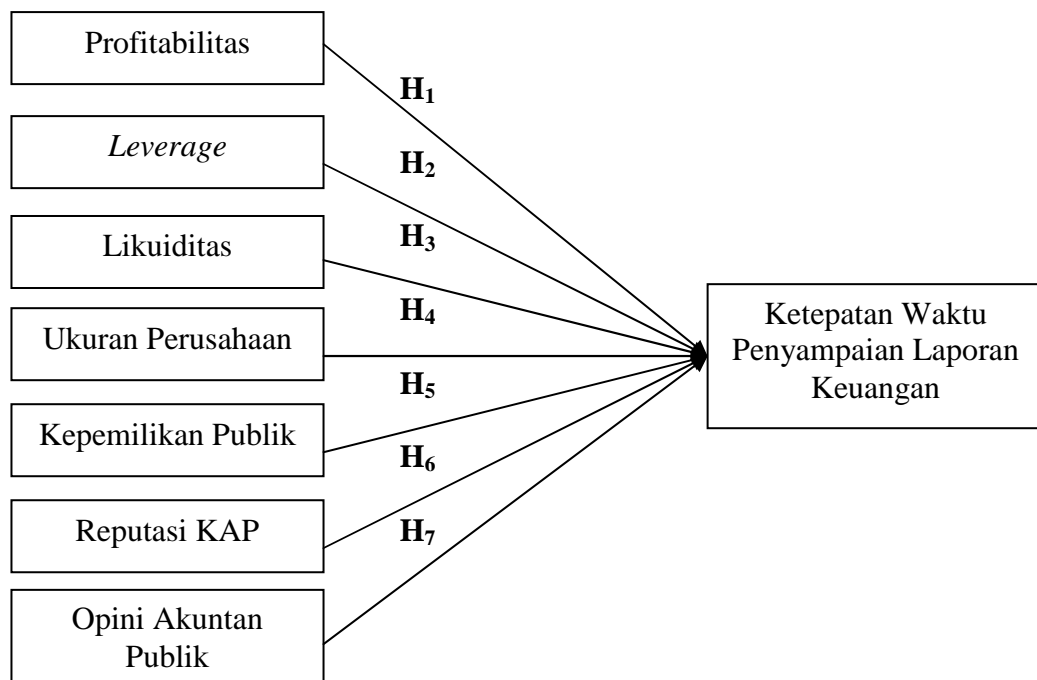 Profitabilitas
H1
Leverage
H2
Likuiditas
H3
Ukuran Perusahaan
H4
Ketepatan Waktu
Penyampaian Laporan
Keuangan
Kepemilikan Publik
H5
Reputasi KAP
H6
Opini Akuntan
Publik
H7